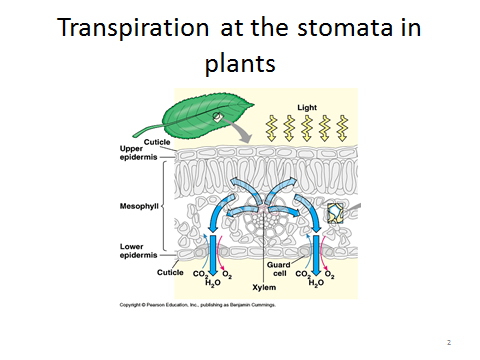 Transpiration at the stomata in
plants
Light
Cuticle
Upper
epidermis
Mesophyll
Lower
epidermis
Cuticle
CO2
O2
H2O
Xylem
Guard
cell
CO2
O2
H2O
Copyright © Pearson Education, Inc., publishing as Benjamin Cummings.
2